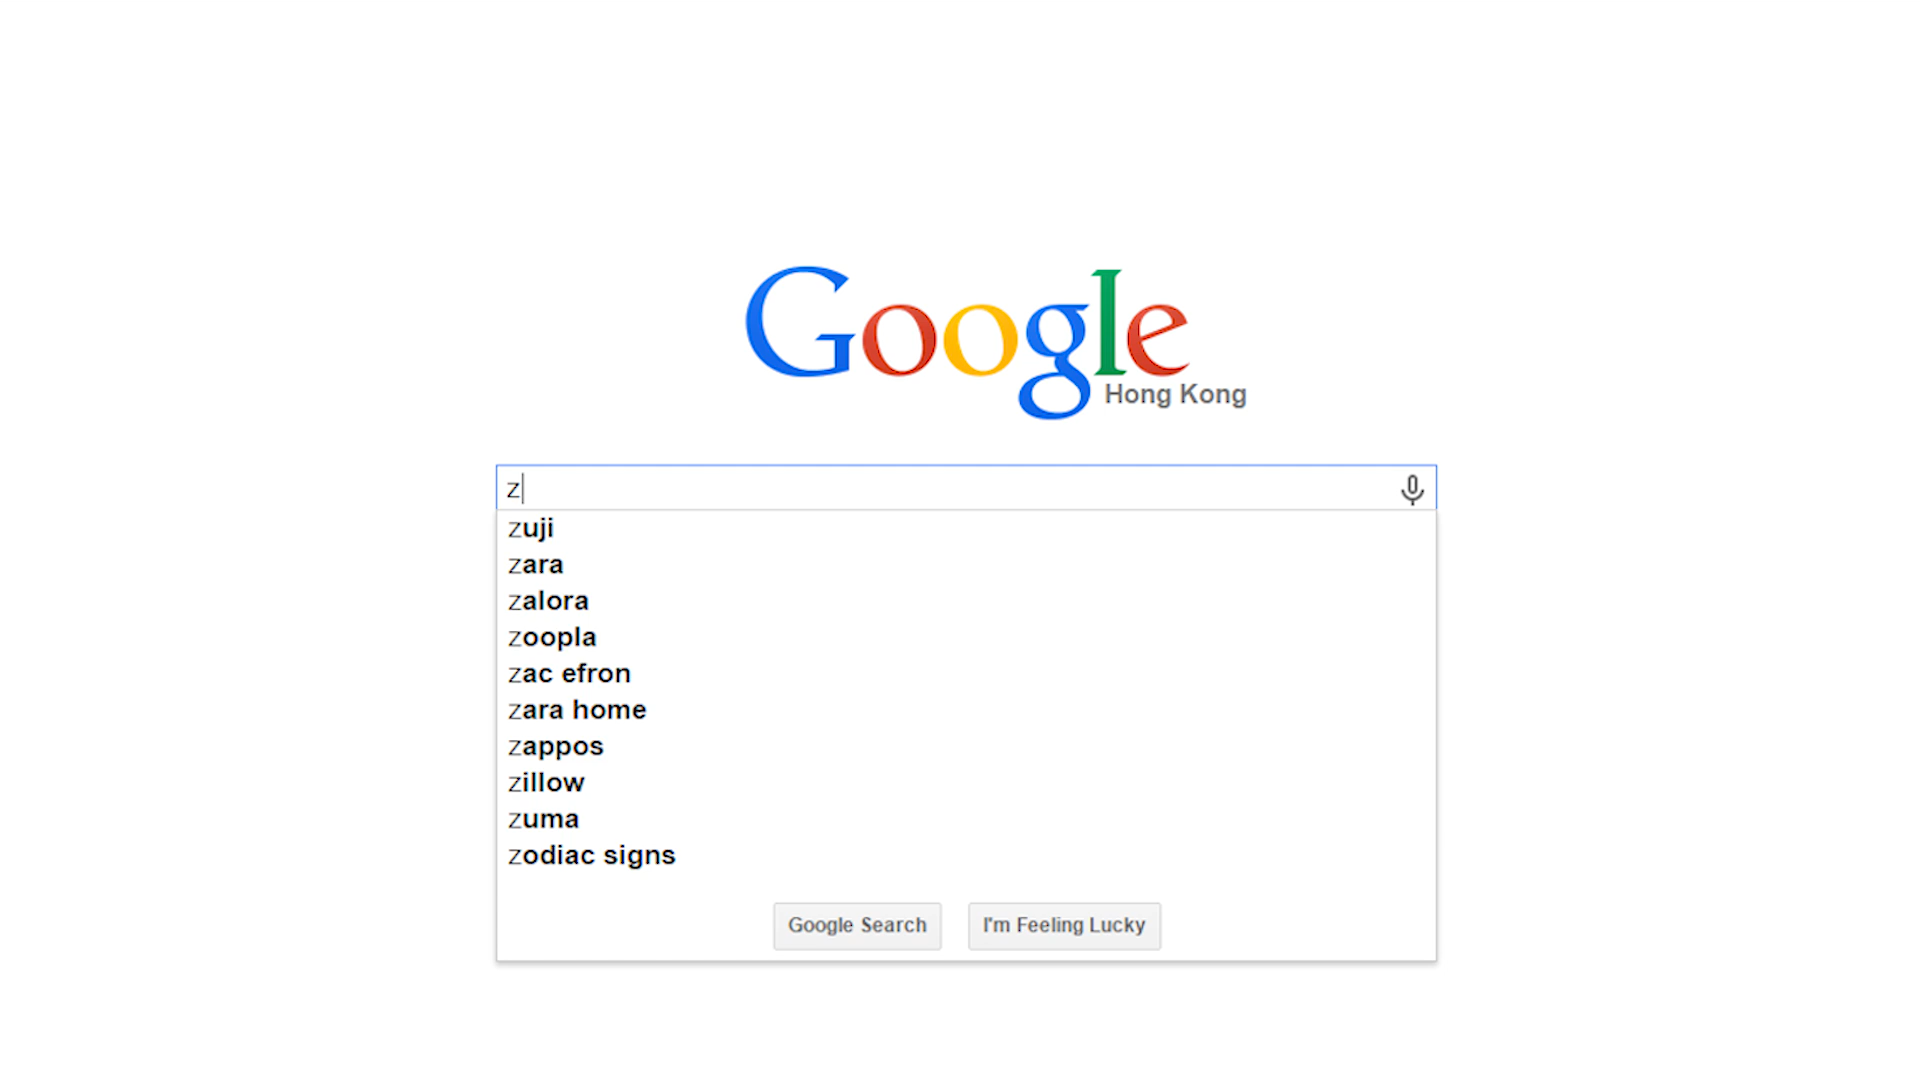 Google
Hong Kong
z
zuji
zara
zalora
zoopla
zac efron
zara home
zappos
zillow
zuma
zodiac signs
Google Search
I'm Feeling Lucky